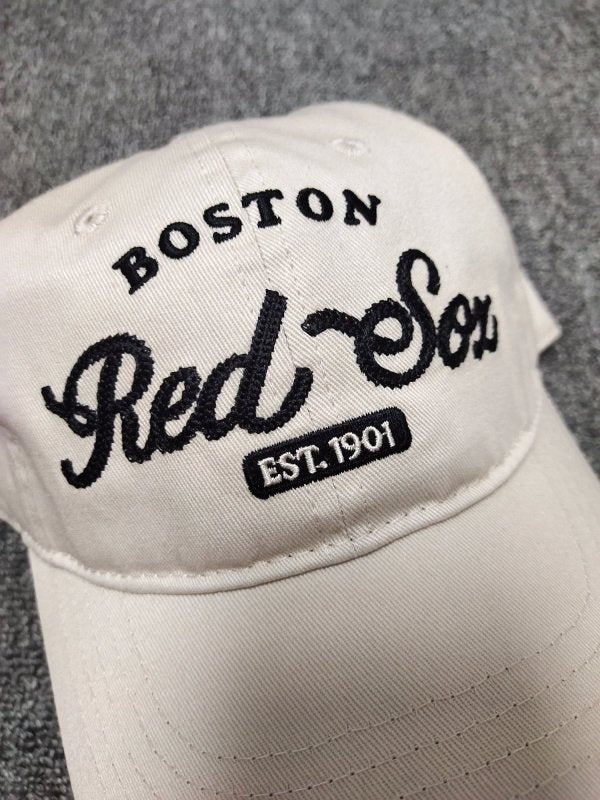 BOSTON
Red Sox
EST. 1901